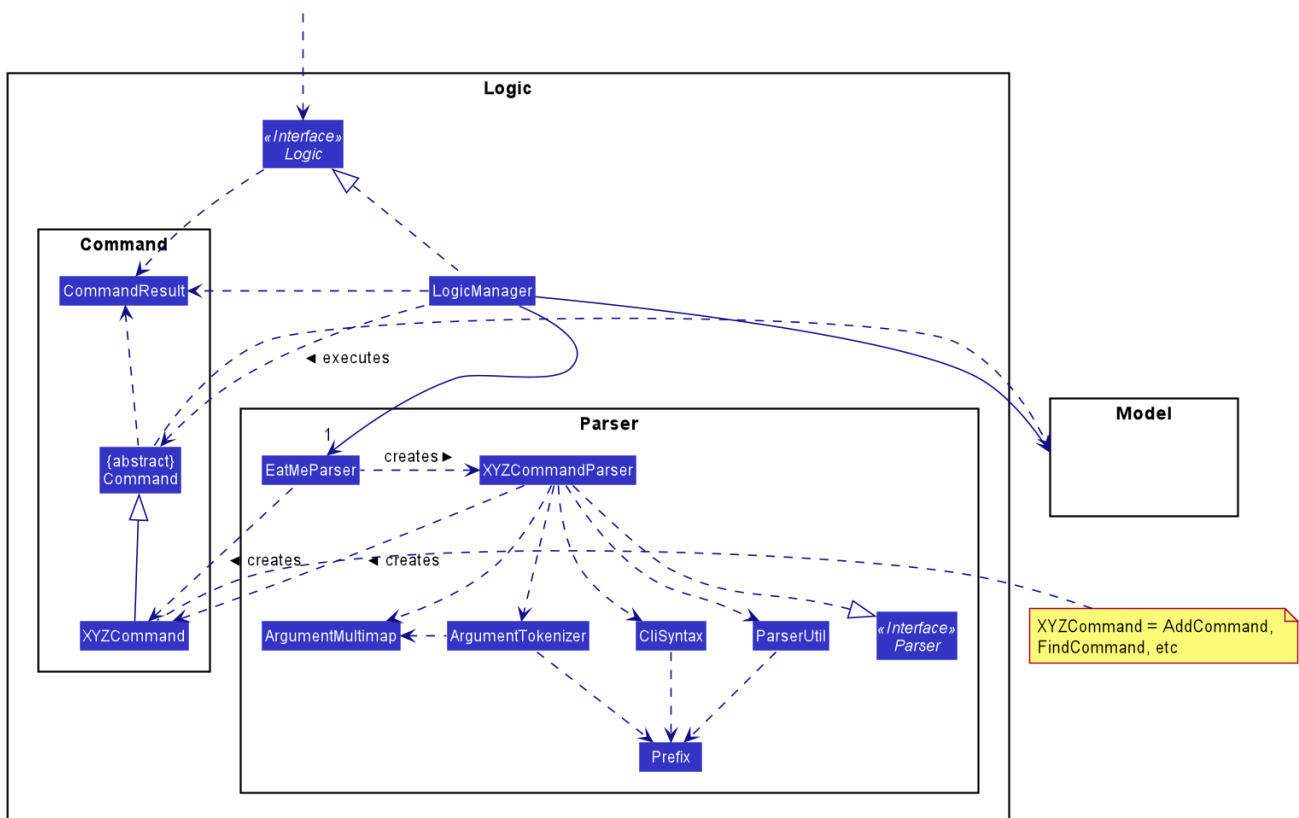 Logic
«Interface»
Logic
Command
CommandResult
LogicManager
◄ executes
Parser
Model
1
{abstract}
Command
EatMeParser
creates ►
XYZCommandParser
◄ creates
◄ creates
XYZCommand
ArgumentMultimap
ArgumentTokenizer
CliSyntax
ParserUtil
«Interface»
Parser
XYZCommand = AddCommand,
FindCommand, etc
Prefix